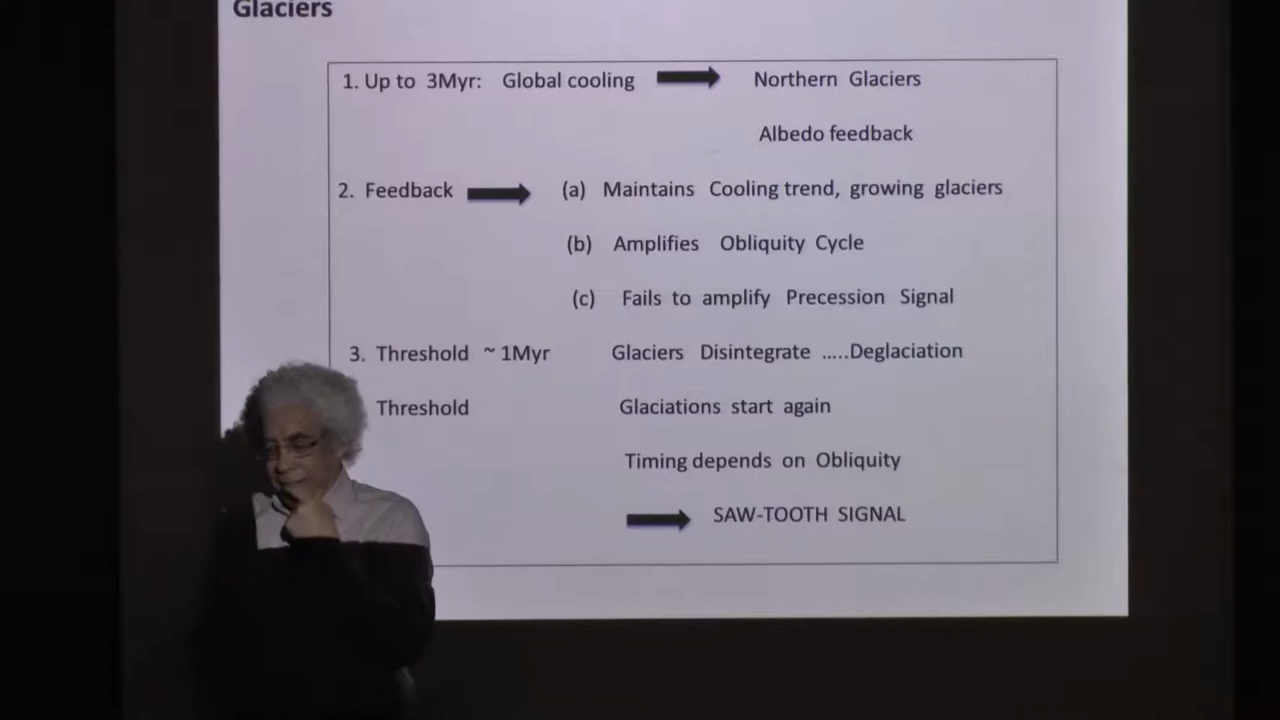 Glaciers
1. Up to 3Myr: Global cooling Northern Glaciers
Albedo feedback
2. Feedback (a) Maintains Cooling trend, growing glaciers
(b) Amplifies Obliquity Cycle
(c) Fails to amplify Precession Signal
3. Threshold ~ 1Myr Glaciers Disintegrate .....Deglaciation
Threshold Glaciations start again
Timing depends on Obliquity
SAW-TOOTH SIGNAL